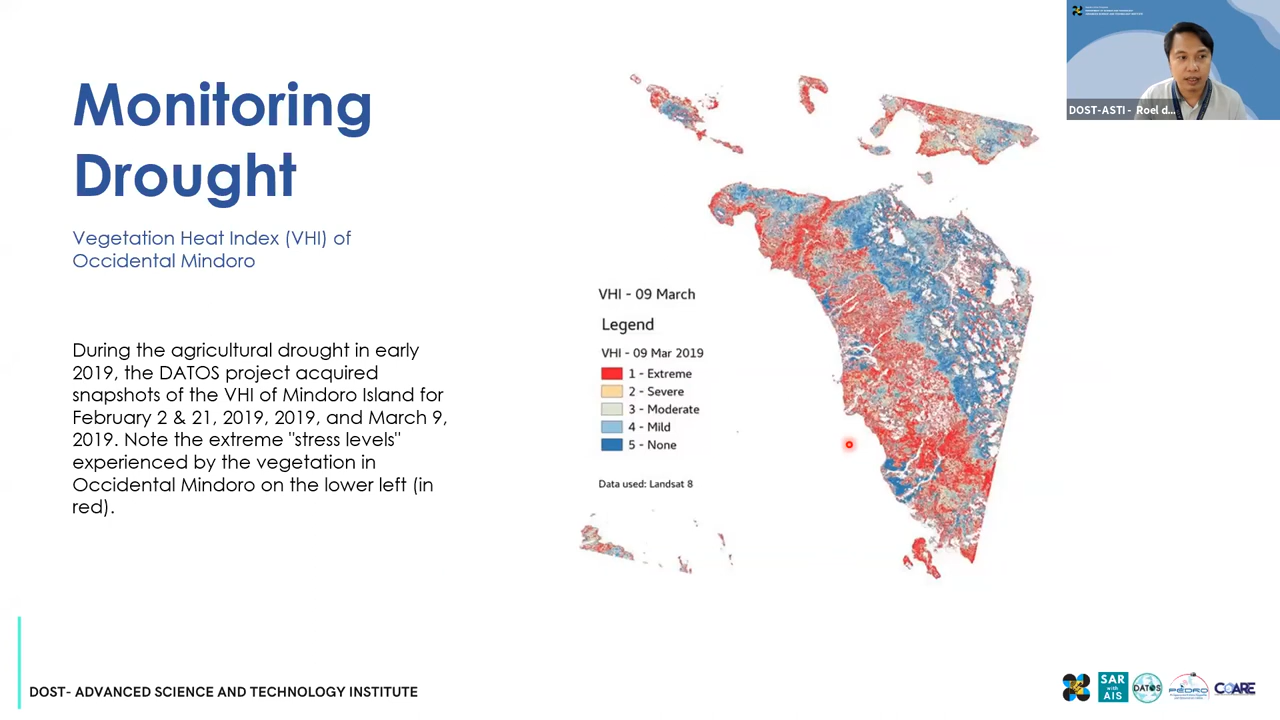 Monitoring
Drought
Vegetation Heat Index (VHI) of
Occidental Mindoro
During the agricultural drought in early
2019, the DATOS project acquired
snapshots of the VHI of Mindoro Island for
February 2 & 21, 2019, 2019, and March 9,
2019. Note the extreme "stress levels"
experienced by the vegetation in
Occidental Mindoro on the lower left (in
red).
VHI - 09 March
Legend
VHI - 09 Mar 2019
1 - Extreme
2 - Severe
3 - Moderate
4 - Mild
5 - None
Data used: Landsat 8
DOST-ASTI - Roel d...
DOST- ADVANCED SCIENCE AND TECHNOLOGY INSTITUTE
SAR
with
AIS
DATOS
PEDRO
COARE